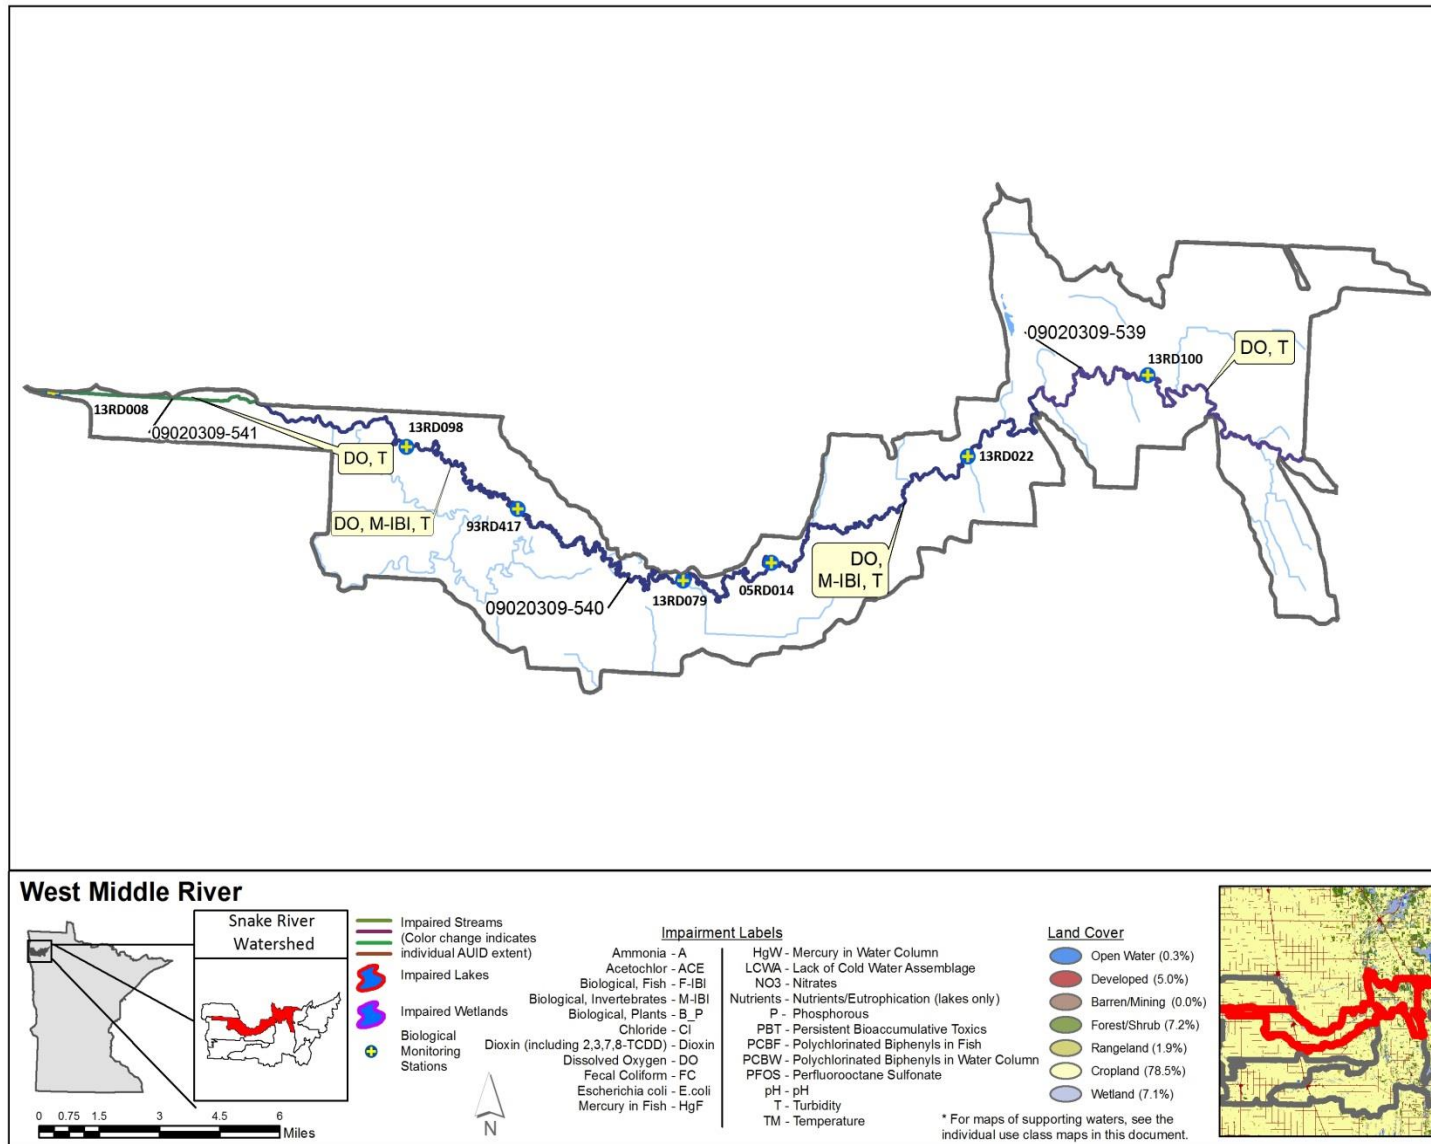 09020309-539
13RD100
DO, T
13RD008
09020309-541
13RD098
DO, T
13RD022
DO, M-IBI, T
93RD417
DO,
M-IBI, T
05RD014
13RD079
09020309-540
West Middle River
Snake River
Watershed
0 0.75 1.5 3 4.5 6
Miles
Impaired Streams
(Color change indicates
individual AUID extent)
Impaired Lakes
Impaired Wetlands
Biological
Monitoring
Stations
N
Impairment Labels
Ammonia - A
Acetochlor - ACE
Biological, Fish - F-IBI
Biological, Invertebrates - M-IBI
Biological, Plants - B_P
Chloride - Cl
Dioxin (including 2,3,7,8-TCDD) - Dioxin
Dissolved Oxygen - DO
Fecal Coliform - FC
Escherichia coli - E.coli
Mercury in Fish - HgF
HgW - Mercury in Water Column
LCWA - Lack of Cold Water Assemblage
NO3 - Nitrates
Nutrients - Nutrients/Eutrophication (lakes only)
P - Phosphorous
PBT - Persistent Bioaccumulative Toxics
PCBF - Polychlorinated Biphenyls in Fish
PCBW - Polychlorinated Biphenyls in Water Column
PFOS - Perfluorooctane Sulfonate
pH - pH
T - Turbidity
TM - Temperature
Land Cover
Open Water (0.3%)
Developed (5.0%)
Barren/Mining (0.0%)
Forest/Shrub (7.2%)
Rangeland (1.9%)
Cropland (78.5%)
Wetland (7.1%)
* For maps of supporting waters, see the
individual use class maps in this document.